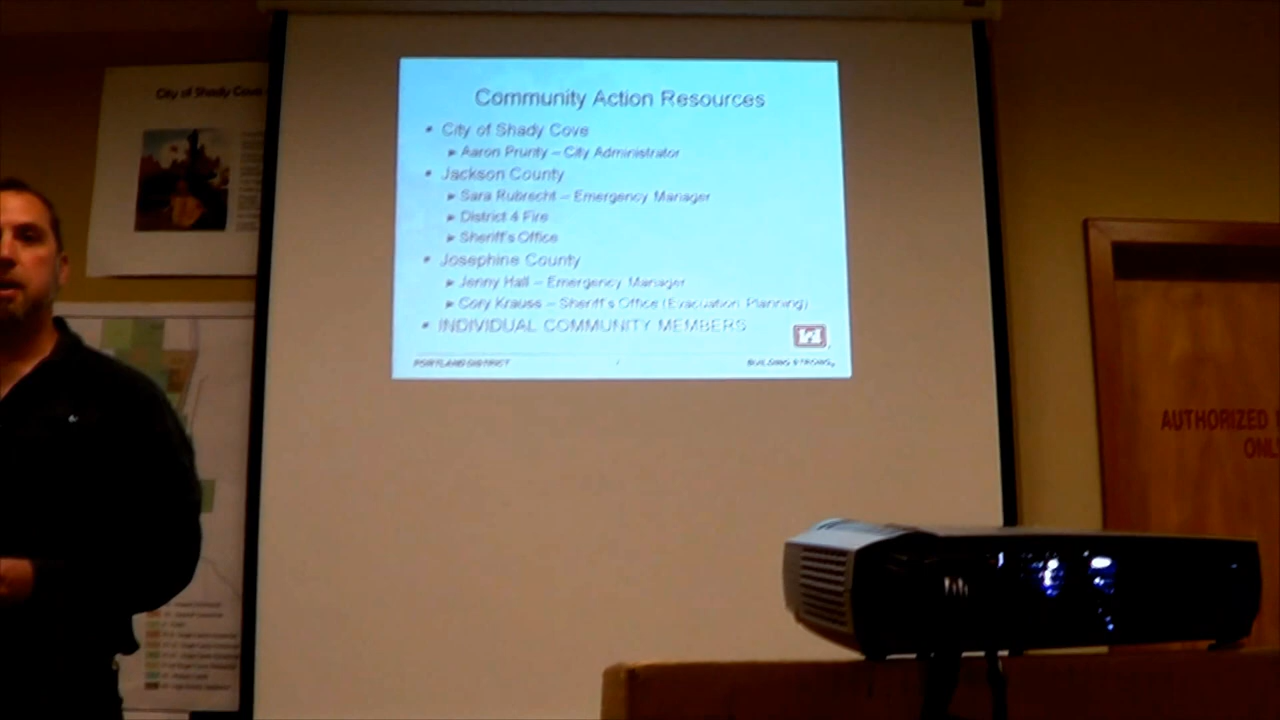 City of Shady Cove
Community Action Resources
• City of Shady Cove
► Aaron Prunty – City Administrator
• Jackson County
► Sara Rubrecht – Emergency Manager
► District 4 Fire
► Sheriff's Office
• Josephine County
► Jenny Hall – Emergency Manager
► Cory Krauss – Sheriff's Office (Evacuation Planning)
• INDIVIDUAL COMMUNITY MEMBERS
PORTLAND DISTRICT
BUILDING STRONG
AUTHORIZED